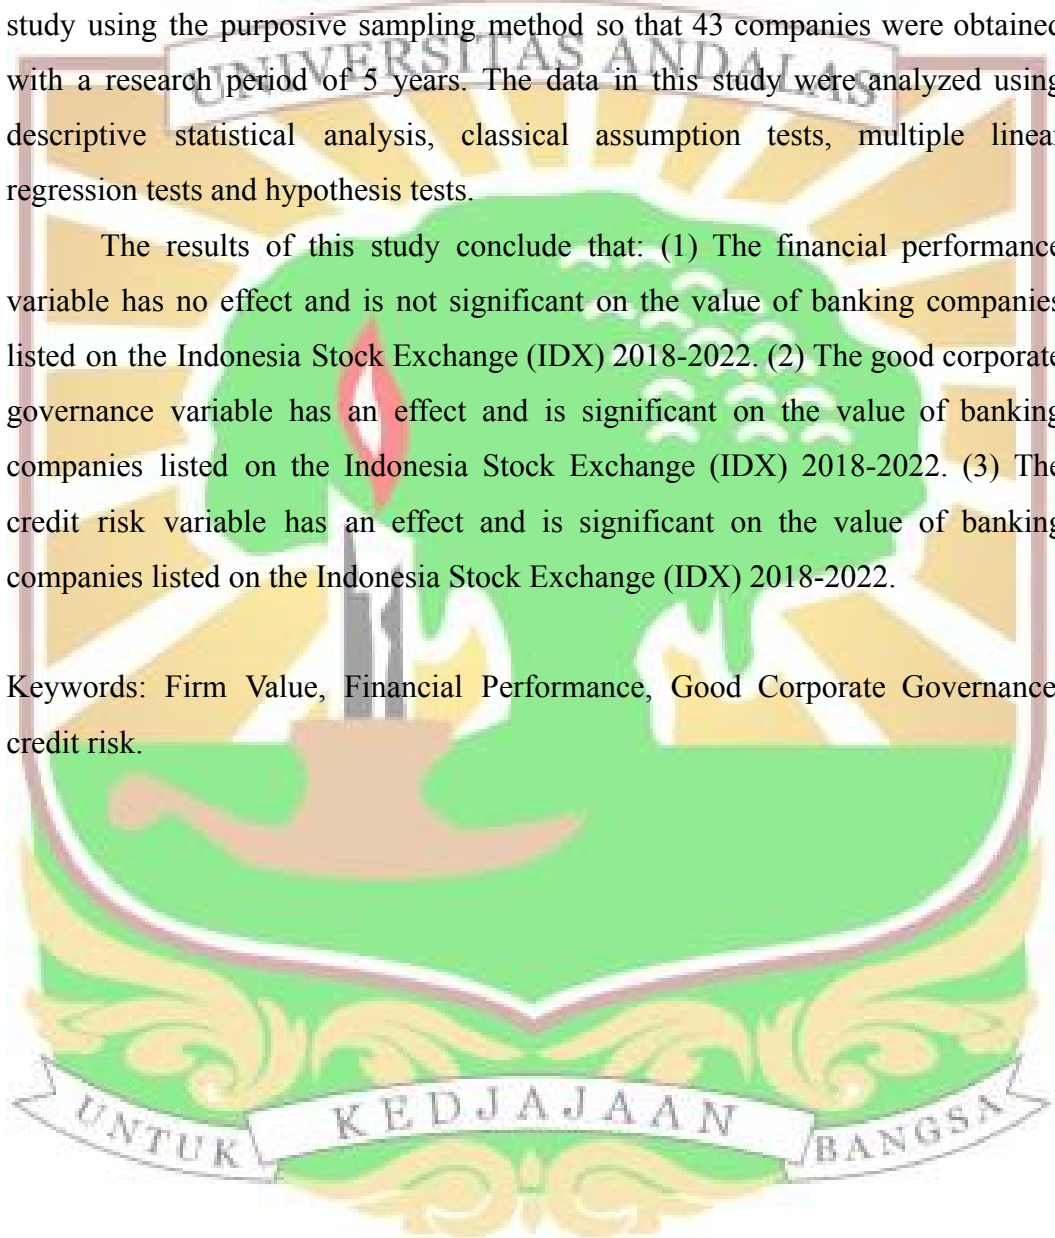 study using the purposive sampling method so that 43 companies were obtained
UNIVERSITAS ANDALAS
with a research period of 5 years. The data in this study were analyzed using
descriptive statistical analysis, classical assumption tests, multiple linear
regression tests and hypothesis tests.
The results of this study conclude that: (1) The financial performance
variable has no effect and is not significant on the value of banking companies
listed on the Indonesia Stock Exchange (IDX) 2018-2022. (2) The good corporate
governance variable has an effect and is significant on the value of banking
companies listed on the Indonesia Stock Exchange (IDX) 2018-2022. (3) The
credit risk variable has an effect and is significant on the value of banking
companies listed on the Indonesia Stock Exchange (IDX) 2018-2022.
Keywords: Firm Value, Financial Performance, Good Corporate Governance,
credit risk.
UNTUK KEDJAJAAN BANGSA